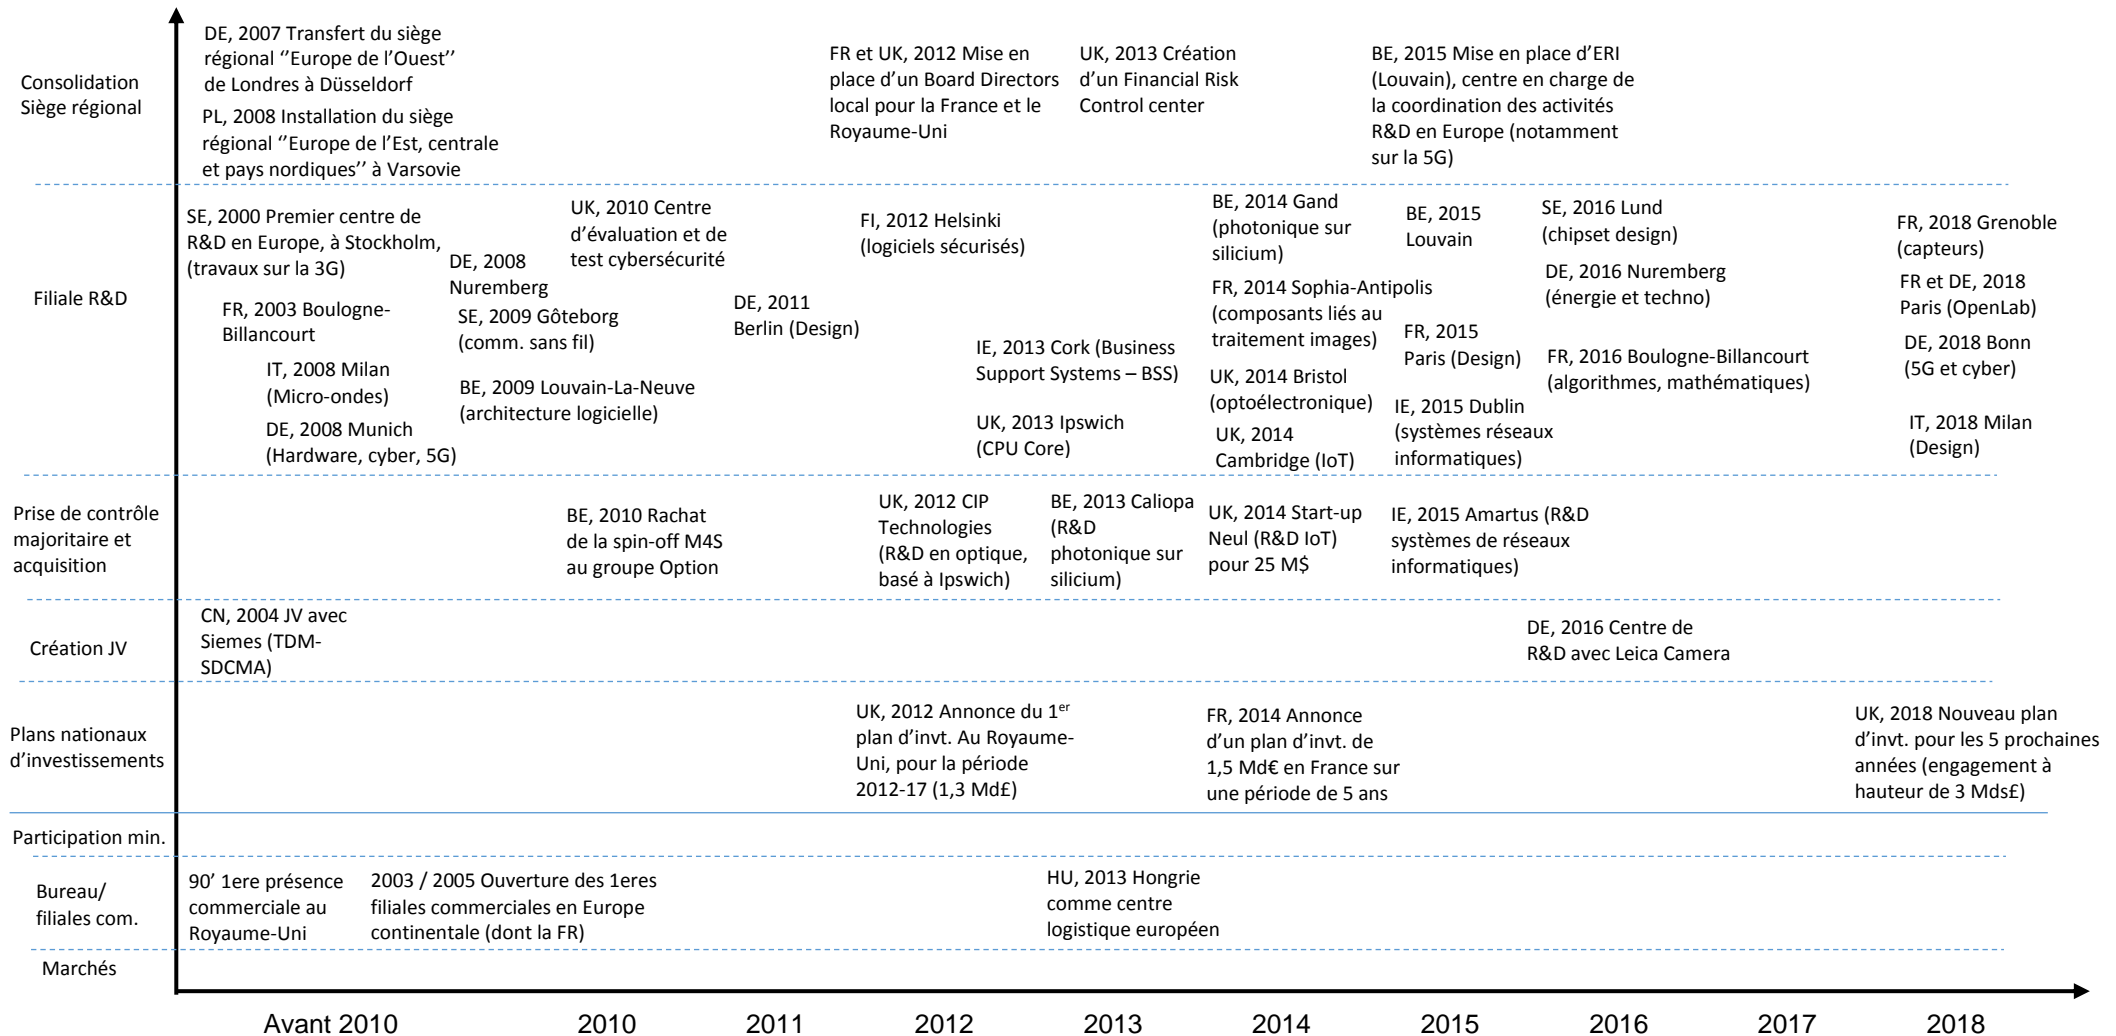 Consolidation
Siège régional
DE, 2007 Transfert du siège
régional ‘’Europe de l’Ouest’’
de Londres à Düsseldorf
PL, 2008 Installation du siège
régional ‘’Europe de l’Est, centrale
et pays nordiques’’ à Varsovie
FR et UK, 2012 Mise en
place d’un Board Directors
local pour la France et le
Royaume-Uni
UK, 2013 Création
d’un Financial Risk
Control center
BE, 2015 Mise en place d’ERI
(Louvain), centre en charge de
la coordination des activités
R&D en Europe (notamment
sur la 5G)
Filiale R&D
SE, 2000 Premier centre de
R&D en Europe, à Stockholm,
(travaux sur la 3G)
FR, 2003 Boulogne-
Billancourt
IT, 2008 Milan
(Micro-ondes)
DE, 2008 Munich
(Hardware, cyber, 5G)
DE, 2008
Nuremberg
SE, 2009 Göteborg
(comm. sans fil)
BE, 2009 Louvain-La-Neuve
(architecture logicielle)
UK, 2010 Centre
d’évaluation et de
test cybersécurité
DE, 2011
Berlin (Design)
FI, 2012 Helsinki
(logiciels sécurisés)
IE, 2013 Cork (Business
Support Systems – BSS)
UK, 2013 Ipswich
(CPU Core)
BE, 2014 Gand
(photonique sur
silicium)
FR, 2014 Sophia-Antipolis
(composants liés au
traitement images)
UK, 2014 Bristol
(optoélectronique)
UK, 2014
Cambridge (IoT)
BE, 2015
Louvain
FR, 2015
Paris (Design)
IE, 2015 Dublin
(systèmes réseaux
informatiques)
SE, 2016 Lund
(chipset design)
DE, 2016 Nuremberg
(énergie et techno)
FR, 2016 Boulogne-Billancourt
(algorithmes, mathématiques)
FR, 2018 Grenoble
(capteurs)
FR et DE, 2018
Paris (OpenLab)
DE, 2018 Bonn
(5G et cyber)
IT, 2018 Milan
(Design)
Prise de contrôle
majoritaire et
acquisition
BE, 2010 Rachat
de la spin-off M4S
au groupe Option
UK, 2012 CIP
Technologies
(R&D en optique,
basé à Ipswich)
BE, 2013 Caliopa
(R&D
photonique sur
silicium)
UK, 2014 Start-up
Neul (R&D IoT)
pour 25 M$
IE, 2015 Amartus (R&D
systèmes de réseaux
informatiques)
Création JV
CN, 2004 JV avec
Siemes (TDM-
SDCMA)
DE, 2016 Centre de
R&D avec Leica Camera
Plans nationaux
d’investissements
UK, 2012 Annonce du 1er
plan d’invt. Au Royaume-
Uni, pour la période
2012-17 (1,3 Md£)
FR, 2014 Annonce
d’un plan d’invt. de
1,5 Md€ en France sur
une période de 5 ans
UK, 2018 Nouveau plan
d’invt. pour les 5 prochaines
années (engagement à
hauteur de 3 Mds£)
Participation min.
Bureau/
filiales com.
90’ 1ere présence
commerciale au
Royaume-Uni
2003 / 2005 Ouverture des 1eres
filiales commerciales en Europe
continentale (dont la FR)
HU, 2013 Hongrie
comme centre
logistique européen
Marchés
Avant 2010
2010
2011
2012
2013
2014
2015
2016
2017
2018